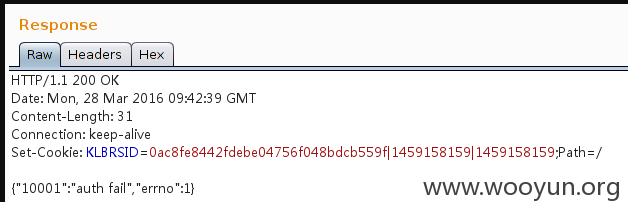 Response
Raw Headers Hex
HTTP/1.1 200 OK
Date: Mon, 28 Mar 2016 09:42:39 GMT
Content-Length: 31
Connection: keep-alive
Set-Cookie: KLBRSID=0ac8fe8442fdebe04756f048bdcb559f|1459158159|1459158159;Path=/
{"10001":"auth fail","errno":1}
www.wooyun.org